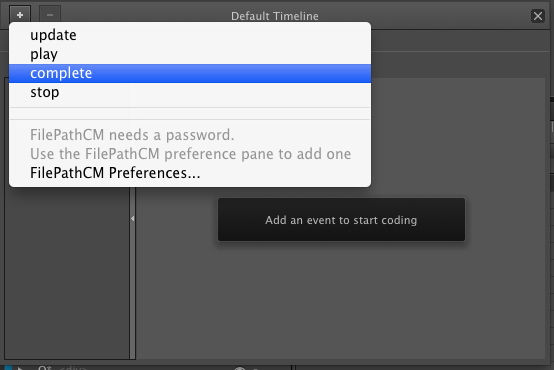 Default Timeline
update
play
complete
stop
FilePathCM needs a password.
Use the FilePathCM preference pane to add one
FilePathCM Preferences...
Add an event to start coding